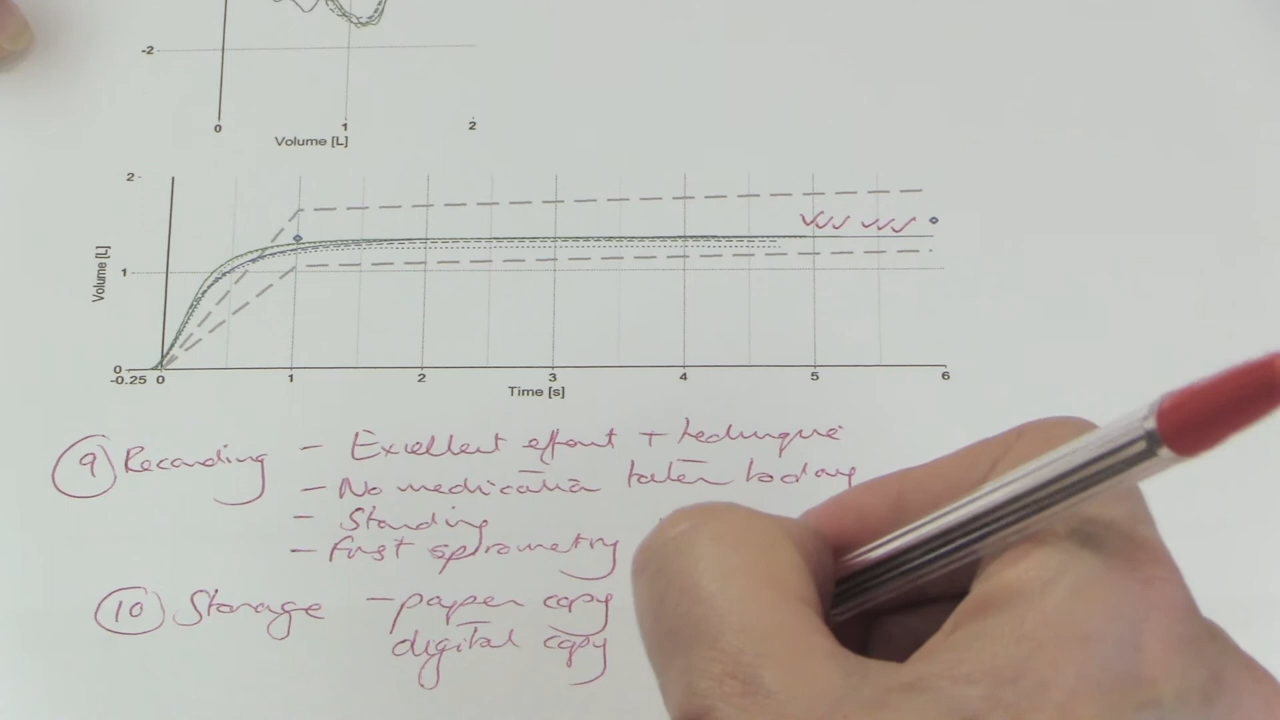 -2
0 1 2
Volume [L]
2
Volume [L]
1
0
-0.25 0 1 2 3 4 5 6
Time [s]
9 Recording - Excellent effort + technique
- No medication taken today
- Standing
- First spirometry
10 Storage - paper copy
digital copy